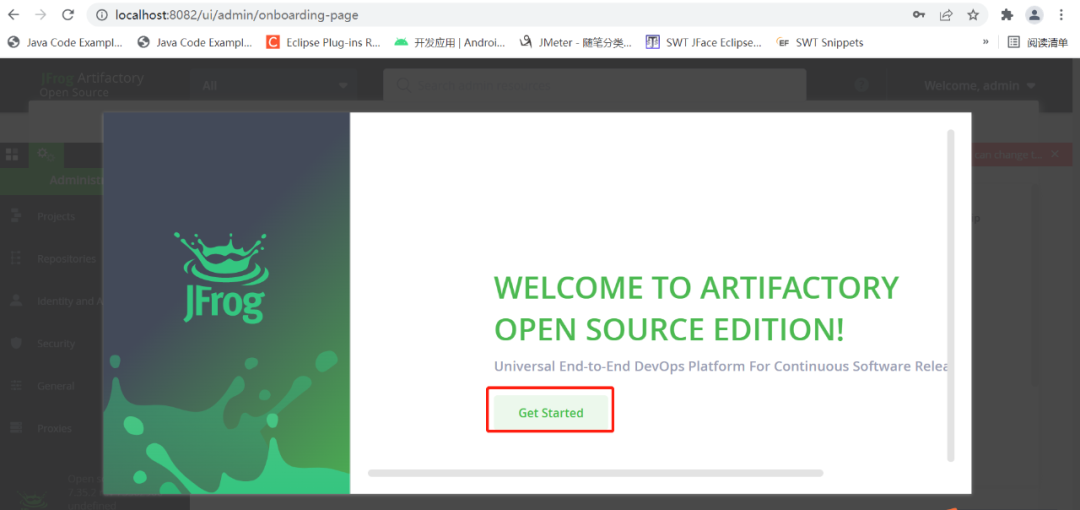 localhost:8082/ui/admin/onboarding-page
Java Code Exampl... Java Code Exampl... Eclipse Plug-ins R... 开发应用 | Androi... JMeter - 随笔分类... SWT JFace Eclipse... SWT Snippets » 阅读清单
JFrog Artifactory
Open Source
All
Welcome, admin
can change t...
Administ
Projects
Repositories
Identity and A
Security
General
Proxies
JFrog
WELCOME TO ARTIFACTORY
OPEN SOURCE EDITION!
Universal End-to-End DevOps Platform For Continuous Software Relea
Get Started